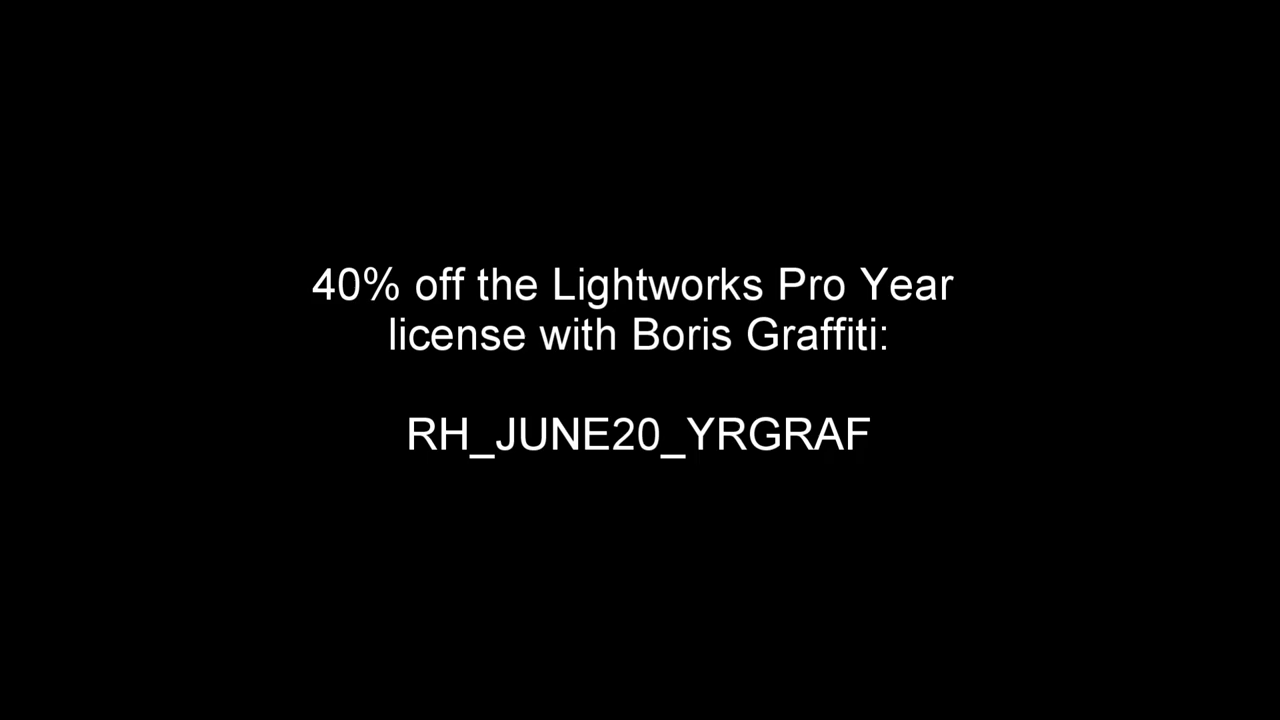 40% off the Lightworks Pro Year
license with Boris Graffiti:
RH_JUNE20_YRGRAF